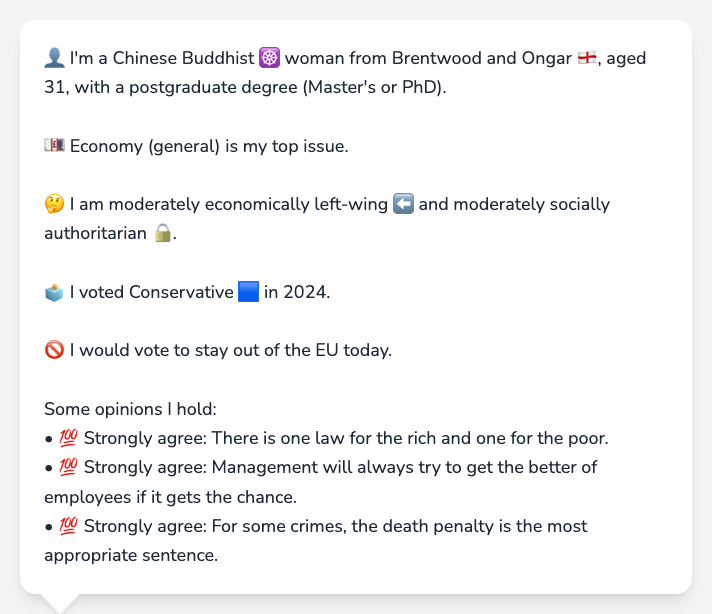 👤 I'm a Chinese Buddhist ☸️ woman from Brentwood and Ongar 🏴󠁧󠁢󠁥󠁮󠁧󠁿, aged
31, with a postgraduate degree (Master's or PhD).
💷 Economy (general) is my top issue.
🤔 I am moderately economically left-wing ⬅️ and moderately socially
authoritarian 🔒.
🗳️ I voted Conservative 🟦 in 2024.
🚫 I would vote to stay out of the EU today.
Some opinions I hold:
• 💯 Strongly agree: There is one law for the rich and one for the poor.
• 💯 Strongly agree: Management will always try to get the better of
employees if it gets the chance.
• 💯 Strongly agree: For some crimes, the death penalty is the most
appropriate sentence.